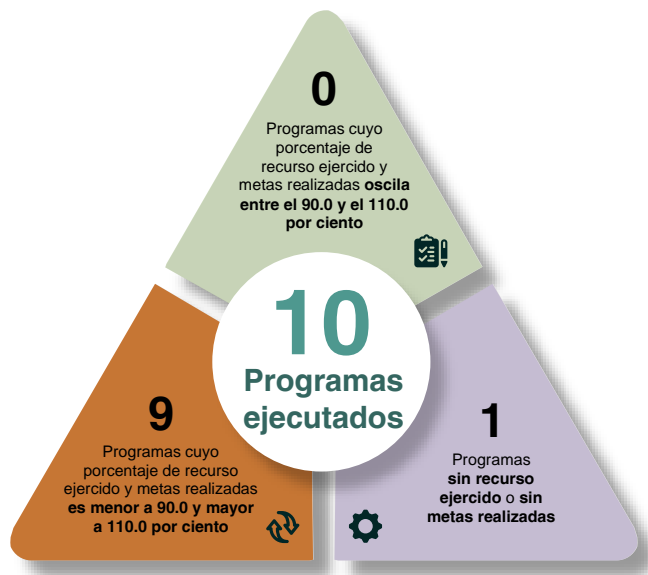 0
Programas cuyo
porcentaje de
recurso ejercido y
metas realizadas oscila
entre el 90.0 y el 110.0
por ciento
10
Programas
ejecutados
9
Programas cuyo
porcentaje de recurso
ejercido y metas realizadas
es menor a 90.0 y mayor
a 110.0 por ciento
1
Programas
sin recurso
ejercido o sin
metas realizadas